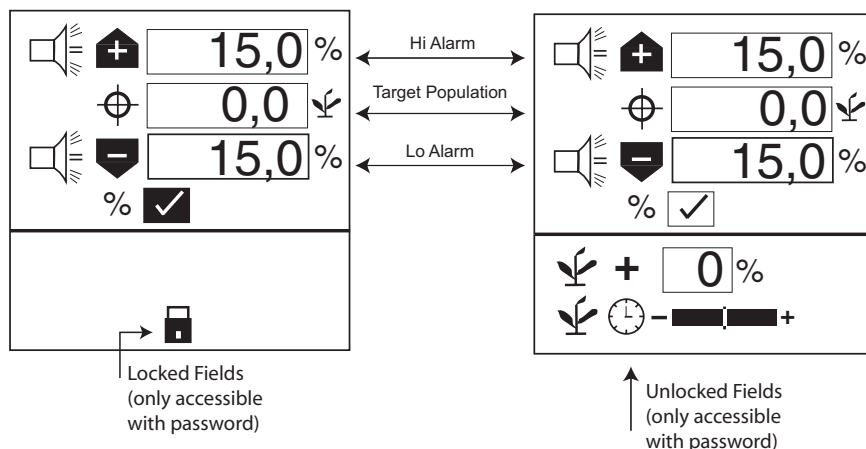 15,0 %
Hi Alarm
15,0 %
0,0
Target Population
0,0
15,0 %
Lo Alarm
15,0 %
%
%
+ 0 %
- +
Locked Fields
(only accessible
with password)
Unlocked Fields
(only accessible
with password)